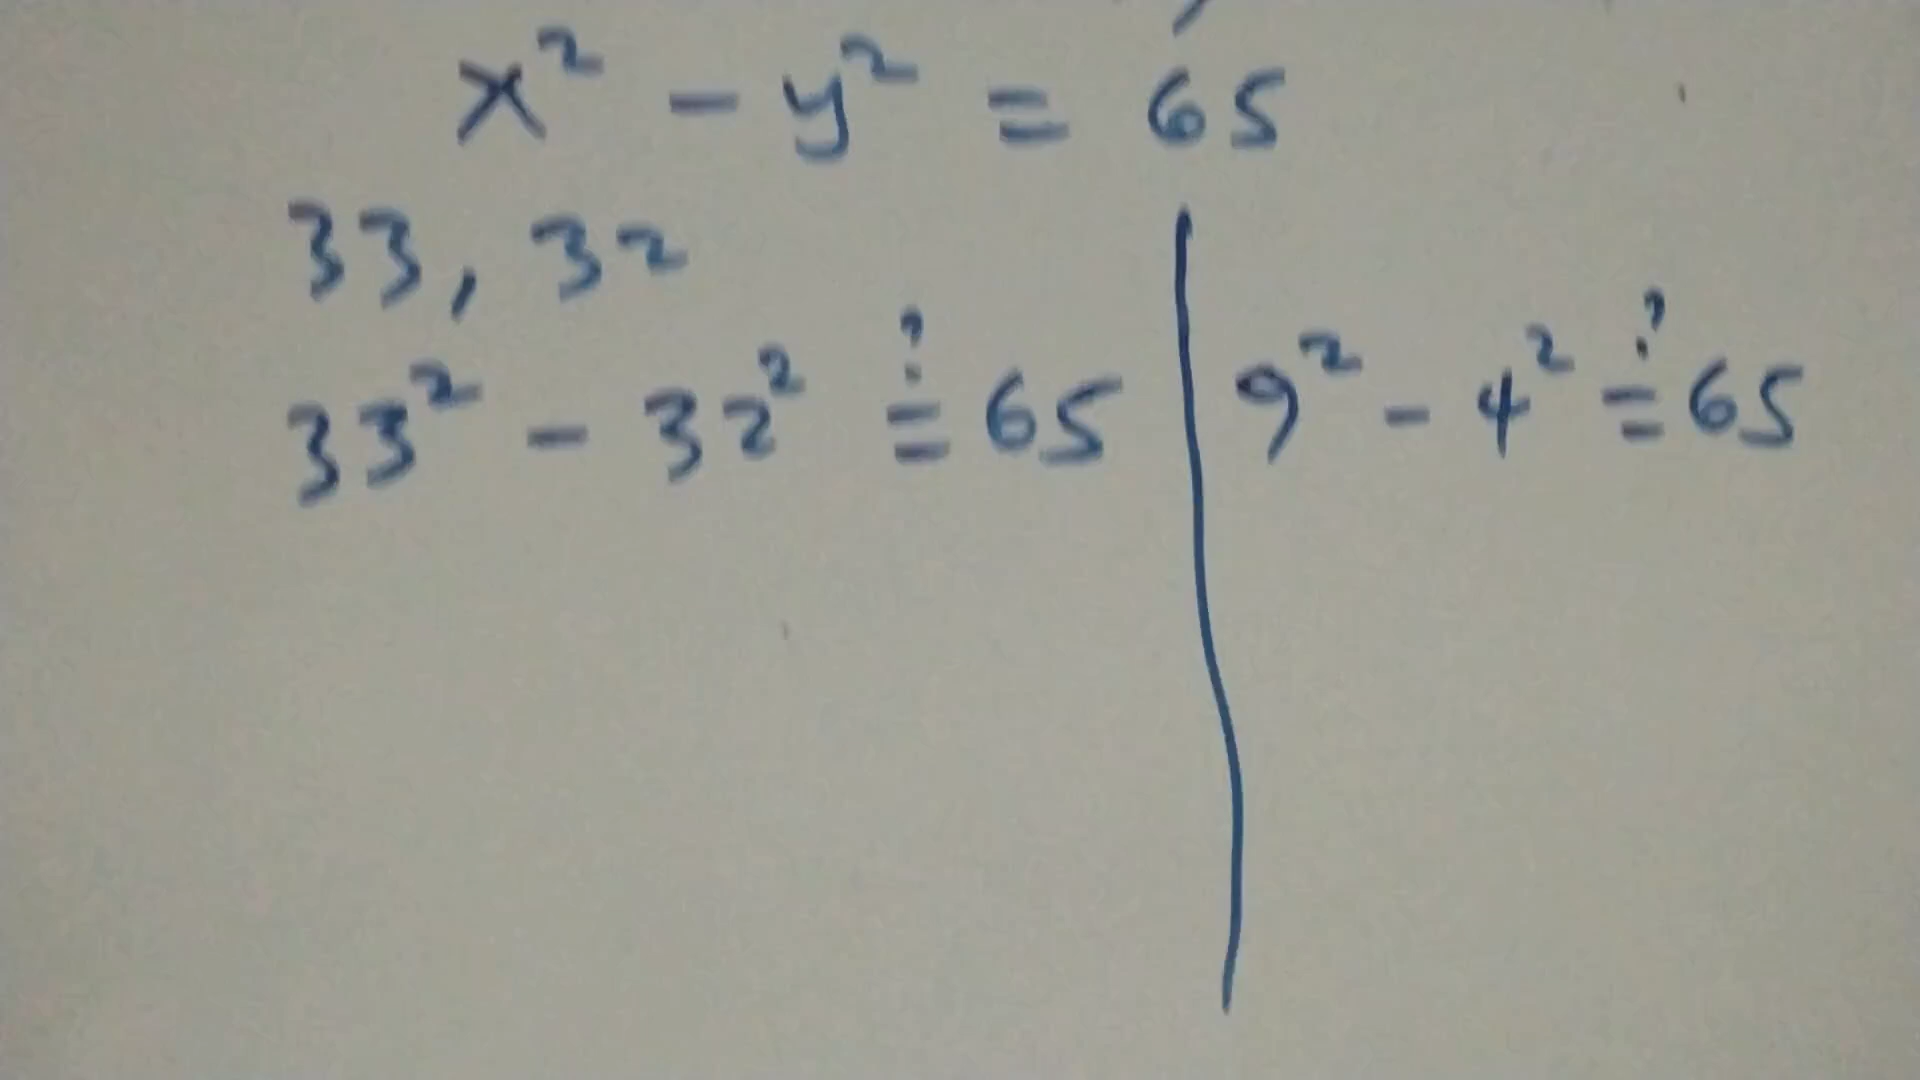 x² - y² = 65
33, 32
33² - 32² ≟ 65
9² - 4² ≟ 65